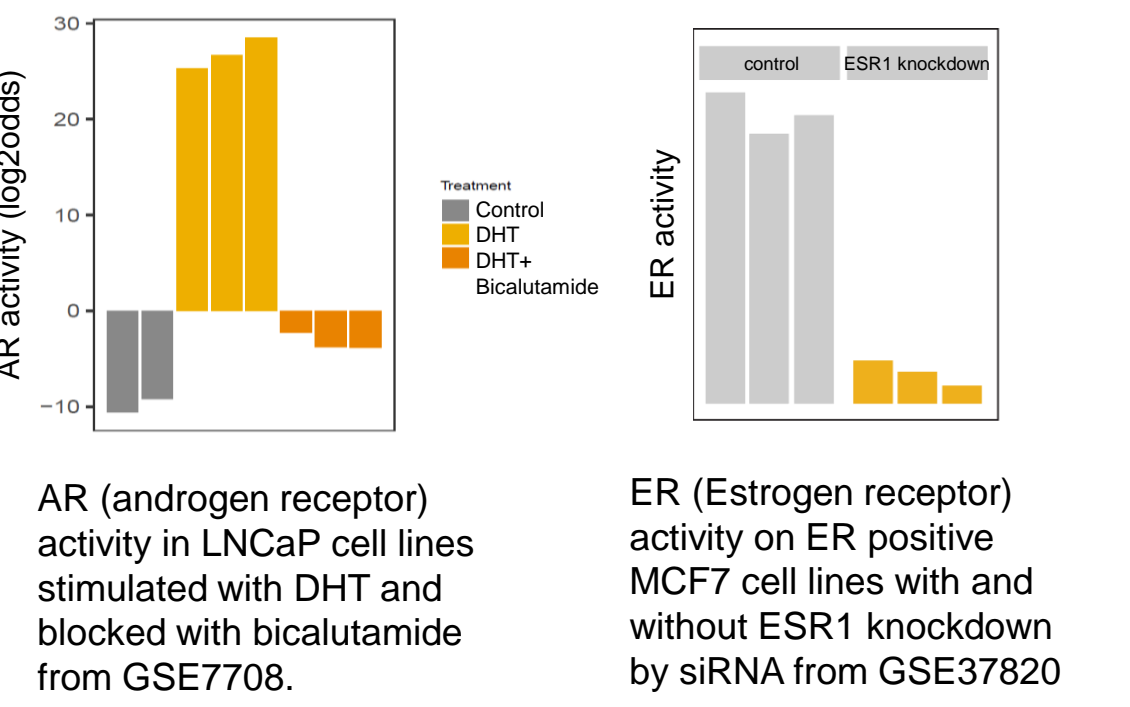 30
20
10
0
−10
AR activity (log2odds)
Treatment
Control
DHT
DHT+
Bicalutamide
control
ESR1 knockdown
ER activity
AR (androgen receptor)
activity in LNCaP cell lines
stimulated with DHT and
blocked with bicalutamide
from GSE7708.
ER (Estrogen receptor)
activity on ER positive
MCF7 cell lines with and
without ESR1 knockdown
by siRNA from GSE37820